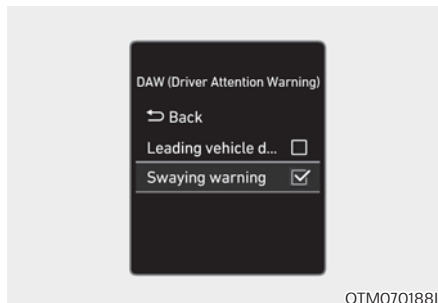 DAW (Driver Attention Warning)
Back
Leading vehicle d...
Swaying warning
OTM070188L